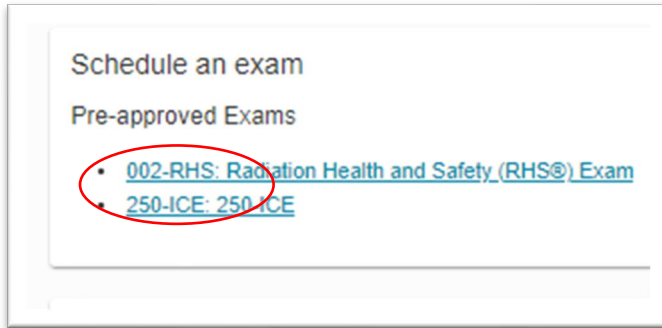 Schedule an exam
Pre-approved Exams
• 002-RHS: Radiation Health and Safety (RHS®) Exam
• 250-ICE: 250-ICE